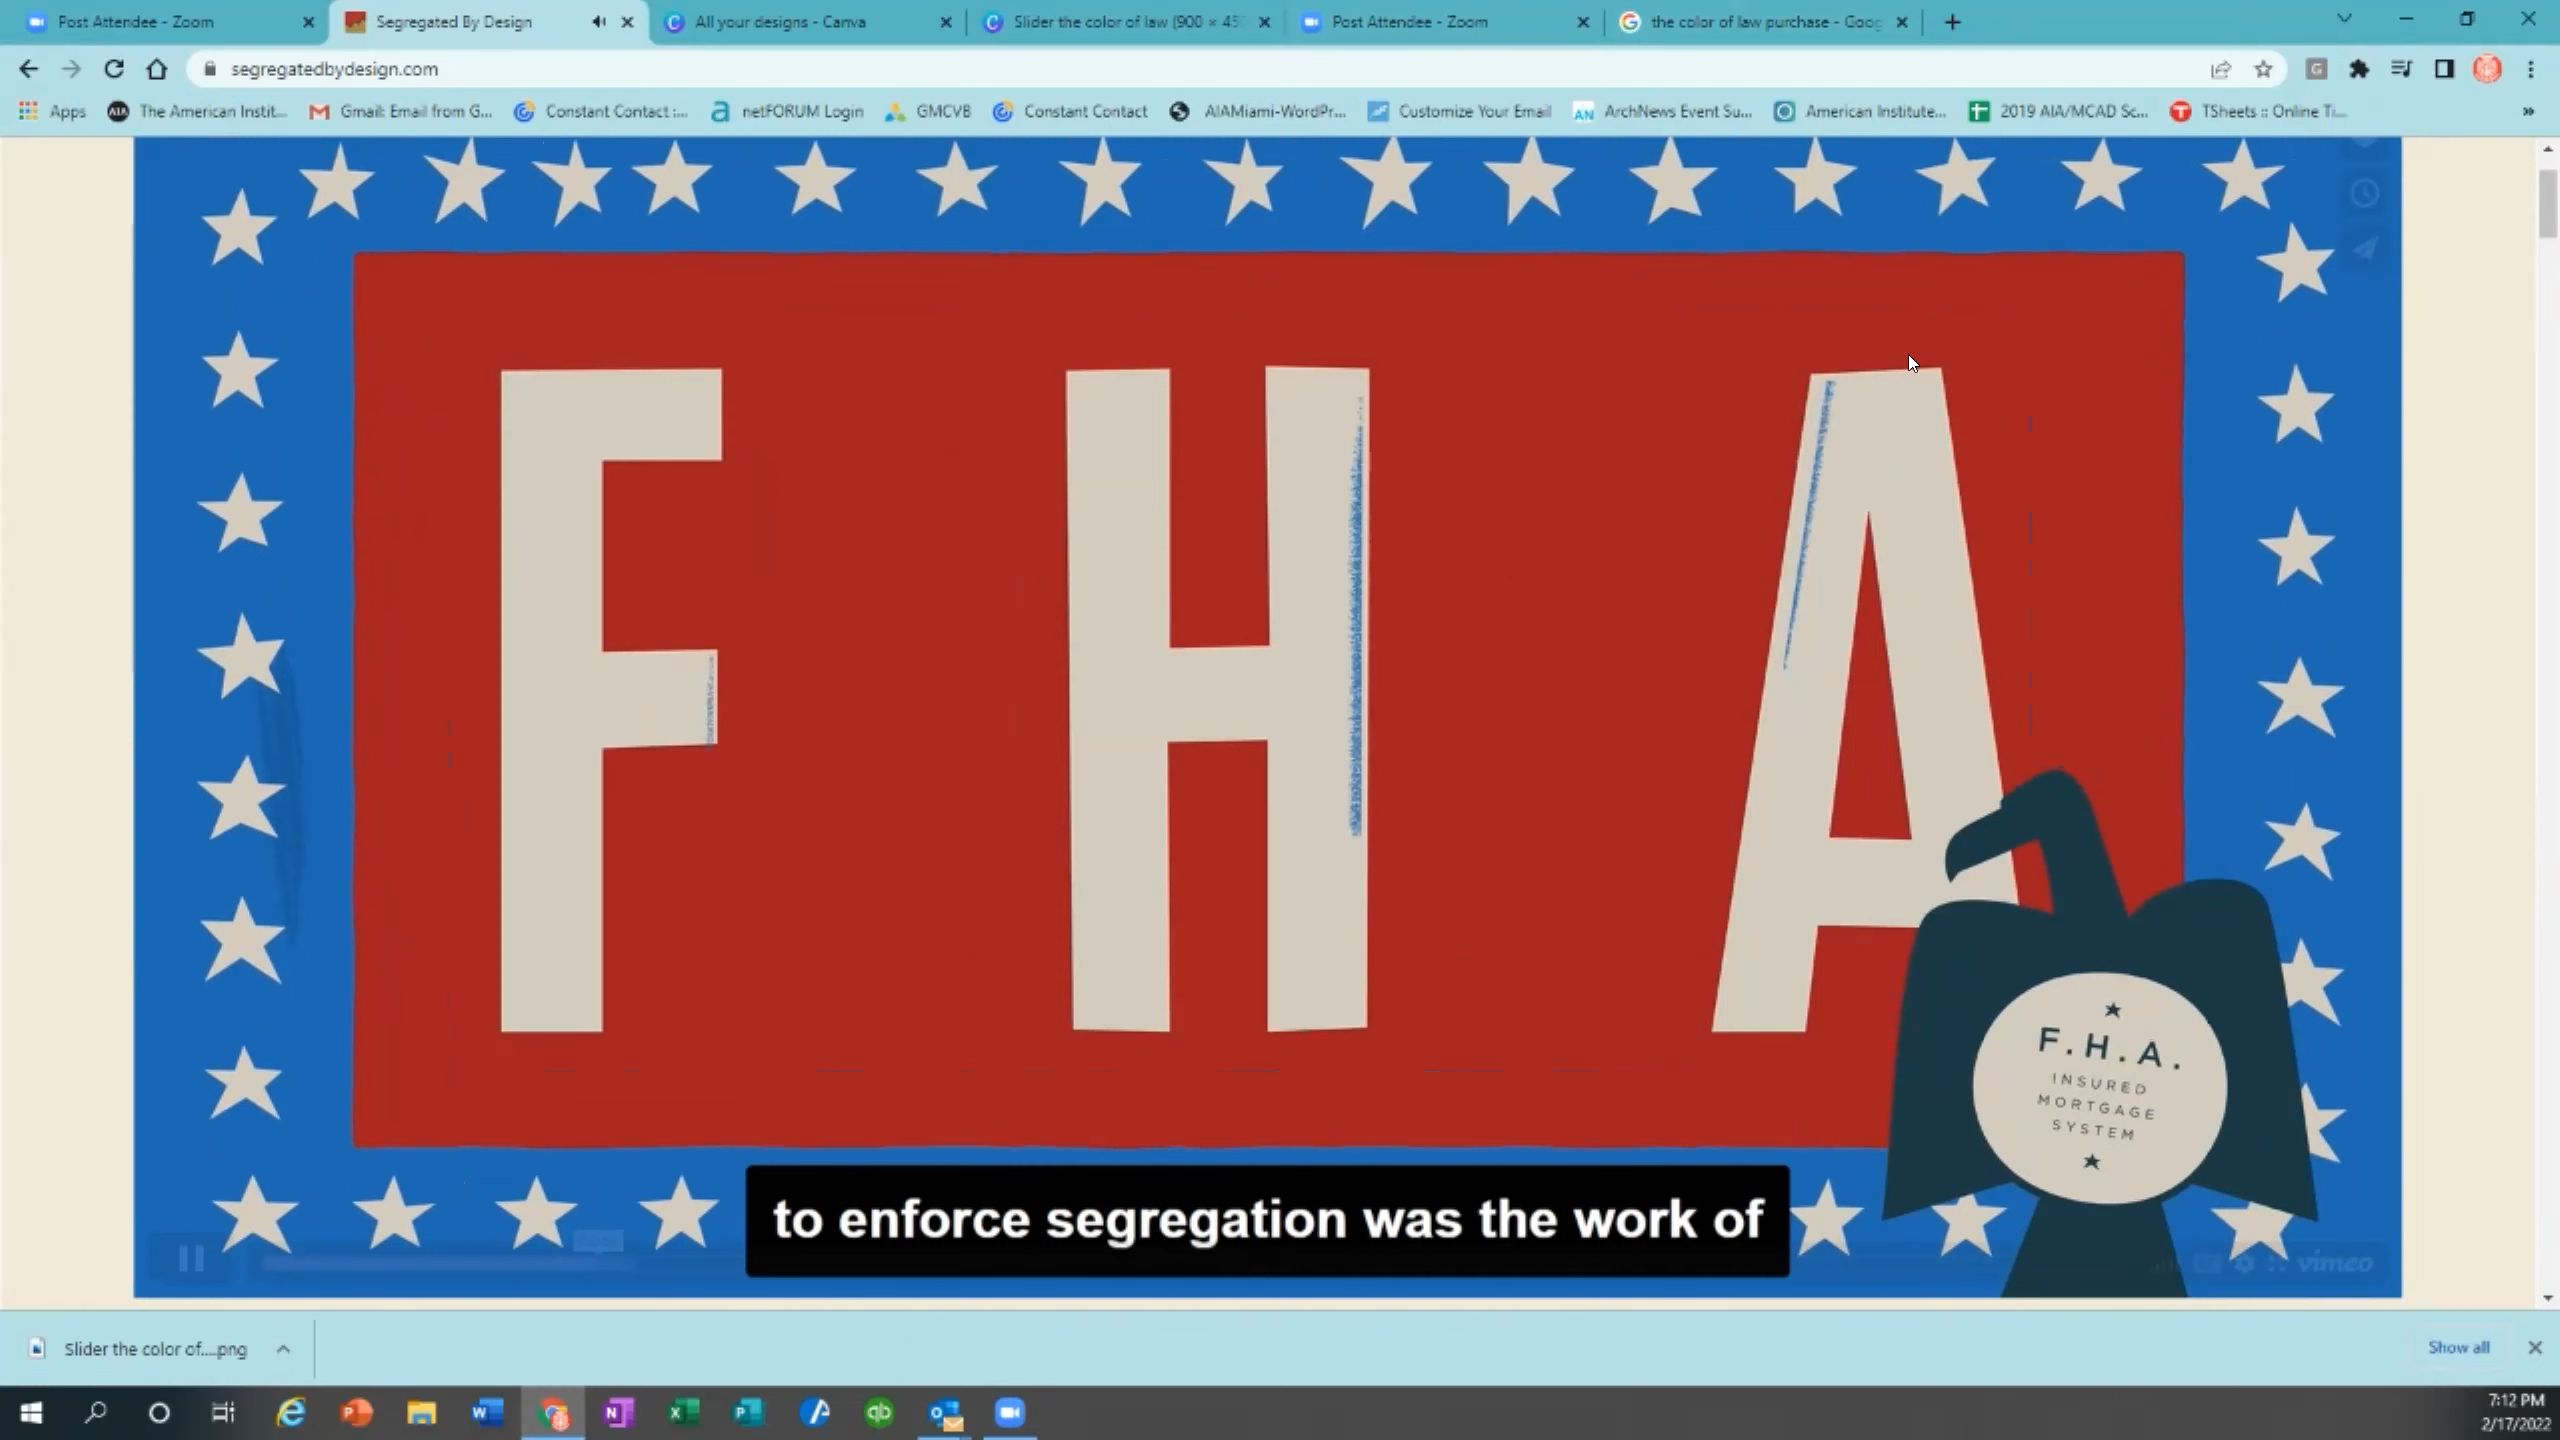 Post Attendee - Zoom
Segregated By Design
All your designs - Canva
Slider the color of law (900 × 45
Post Attendee - Zoom
the color of law purchase - Goog
segregatedbydesign.com
Apps
The American Instit...
Gmail: Email from G...
Constant Contact :...
netFORUM Login
GMCVB
Constant Contact
AIAMiami-WordPr...
Customize Your Email
ArchNews Event Su...
American Institute...
2019 AIA/MCAD Sc...
TSheets :: Online Ti...
F H A
F.H.A.
INSURED
MORTGAGE
SYSTEM
to enforce segregation was the work of
vimeo
Slider the color of....png
Show all
7:12 PM
2/17/2022